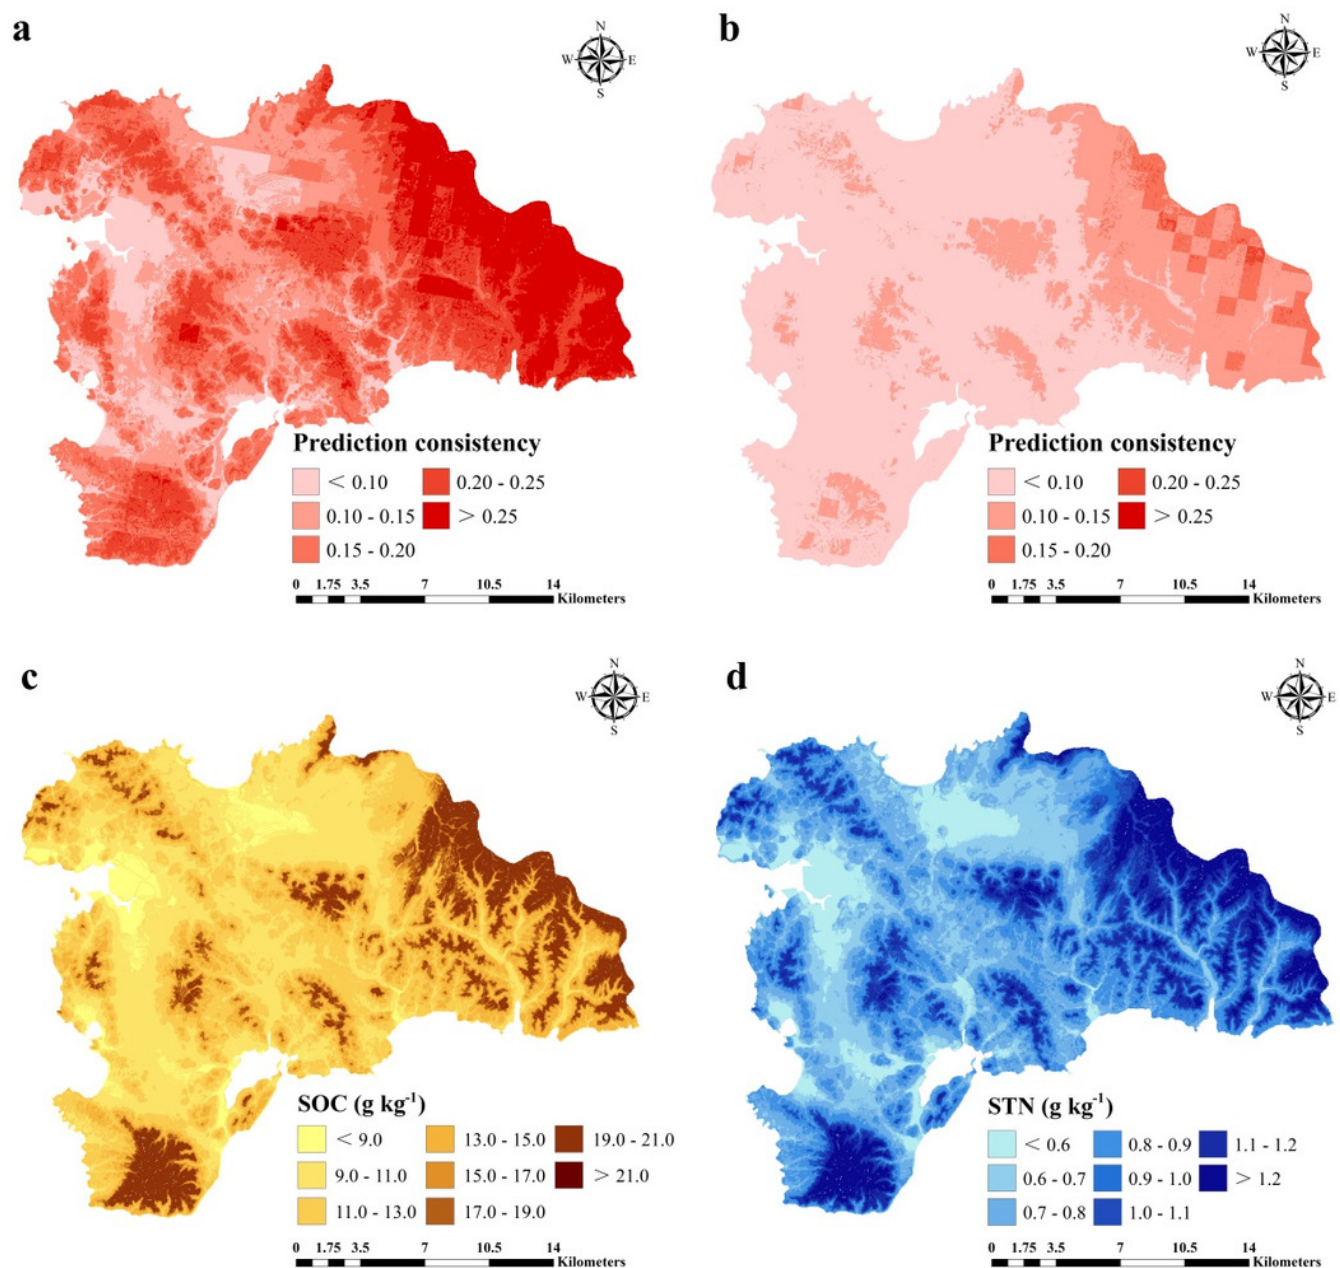 a
b
N
W E
S
N
W E
S
Prediction consistency
< 0.10
0.20 - 0.25
0.10 - 0.15
> 0.25
0.15 - 0.20
0 1.75 3.5 7 10.5 14
Kilometers
Prediction consistency
< 0.10
0.20 - 0.25
0.10 - 0.15
> 0.25
0.15 - 0.20
0 1.75 3.5 7 10.5 14
Kilometers
c
d
N
W E
S
N
W E
S
SOC (g kg⁻¹)
< 9.0
13.0 - 15.0
19.0 - 21.0
9.0 - 11.0
15.0 - 17.0
> 21.0
11.0 - 13.0
17.0 - 19.0
0 1.75 3.5 7 10.5 14
Kilometers
STN (g kg⁻¹)
< 0.6
0.8 - 0.9
1.1 - 1.2
0.6 - 0.7
0.9 - 1.0
> 1.2
0.7 - 0.8
1.0 - 1.1
0 1.75 3.5 7 10.5 14
Kilometers